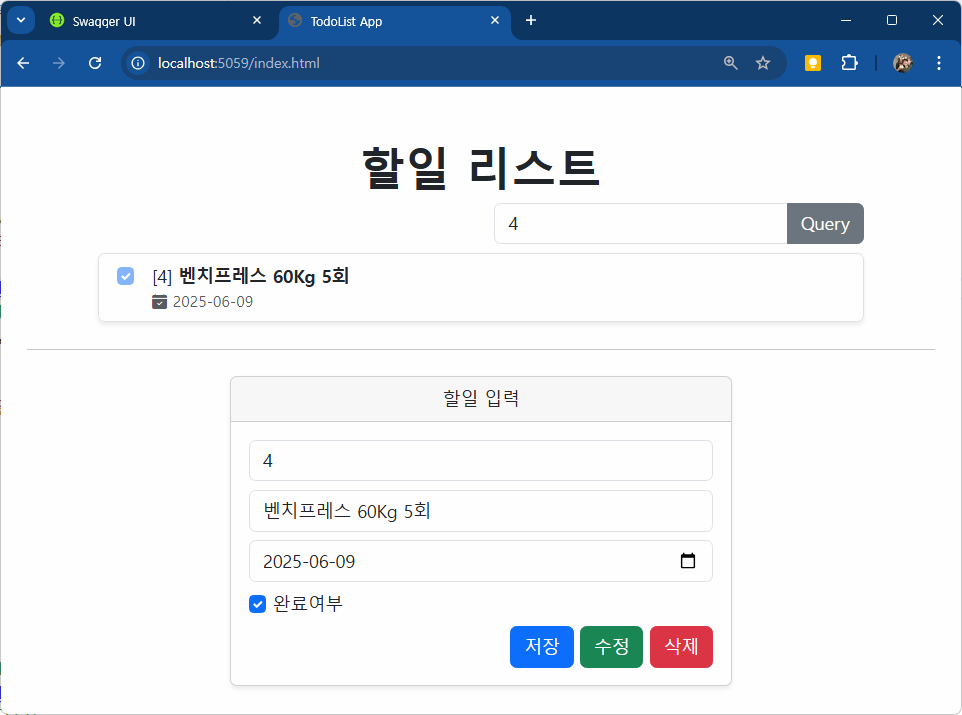 Swagger UI
TodoList App
localhost:5059/index.html
할일 리스트
4 Query
[4] 벤치프레스 60Kg 5회
2025-06-09
할일 입력
4
벤치프레스 60Kg 5회
2025-06-09
완료여부
저장 수정 삭제